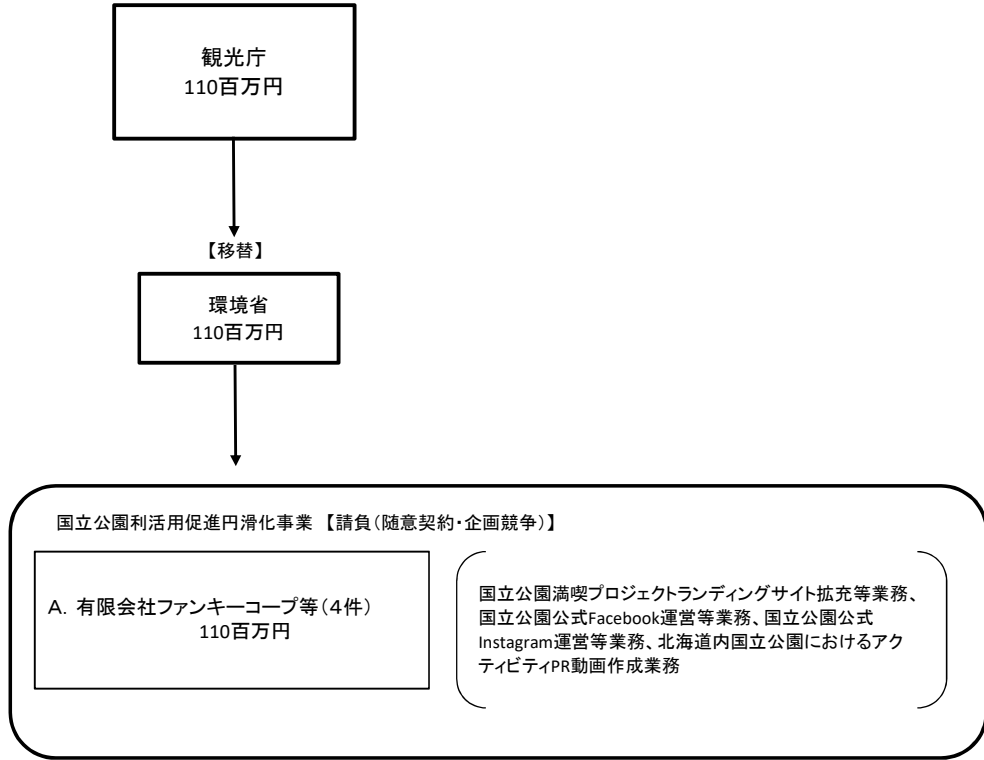 観光庁
110百万円
【移替】
環境省
110百万円
国立公園利活用促進円滑化事業 【請負（随意契約・企画競争）】
A. 有限会社ファンキーコープ等（４件）
110百万円
国立公園満喫プロジェクトランディングサイト拡充等業務、
国立公園公式Facebook運営等業務、国立公園公式
Instagram運営等業務、北海道内国立公園におけるアク
ティビティPR動画作成業務